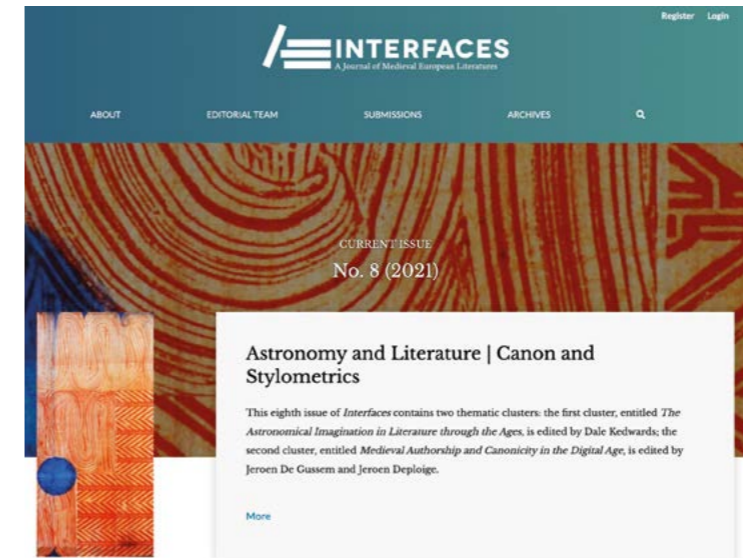 Register Login
INTERFACES
A Journal of Medieval European Literatures
ABOUT EDITORIAL TEAM SUBMISSIONS ARCHIVES
CURRENT ISSUE
No. 8 (2021)
Astronomy and Literature | Canon and
Stylometrics
This eighth issue of Interfaces contains two thematic clusters: the first cluster, entitled The
Astronomical Imagination in Literature through the Ages, is edited by Dale Kedwards; the
second cluster, entitled Medieval Authorship and Canonicity in the Digital Age, is edited by
Jeroen De Gussem and Jeroen Deploige.
More